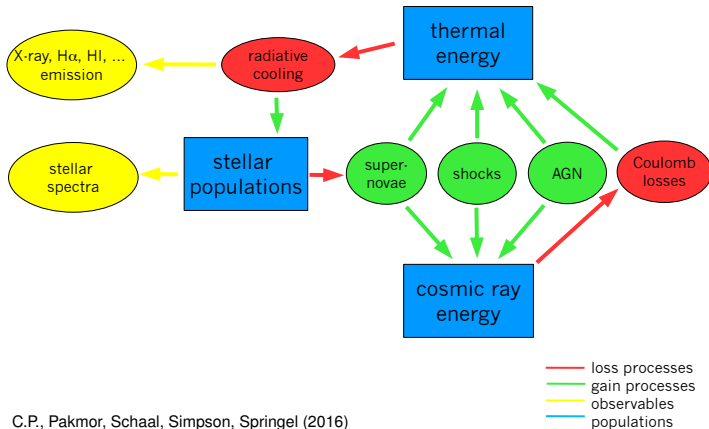 X-ray, Hα, HI, ...
emission
radiative
cooling
thermal
energy
stellar
spectra
stellar
populations
super-
novae
shocks
AGN
Coulomb
losses
cosmic ray
energy
loss processes
gain processes
observables
populations
C.P., Pakmor, Schaal, Simpson, Springel (2016)